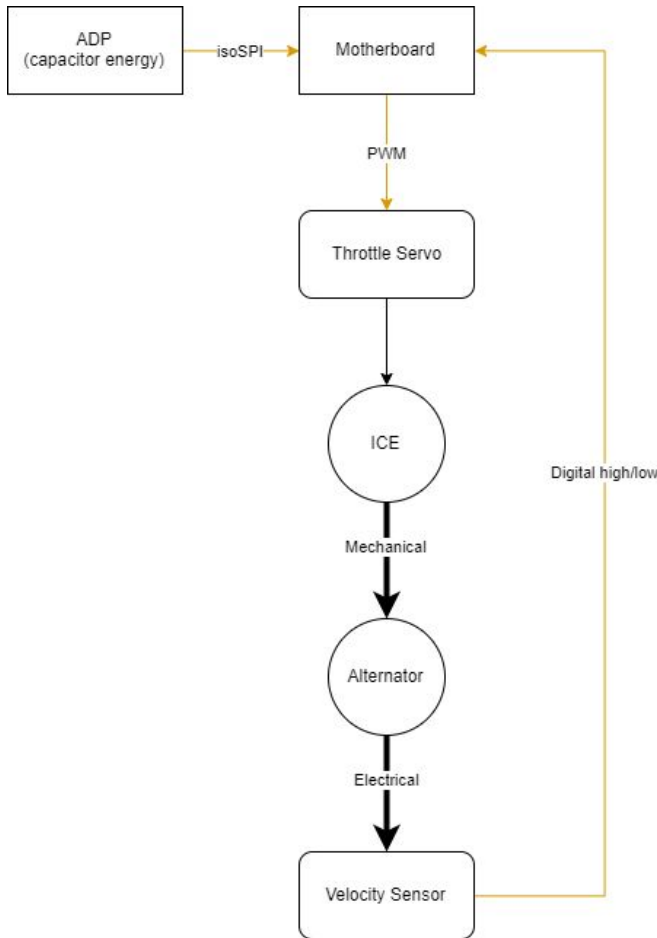 ADP
(capacitor energy)
isoSPI
Motherboard
PWM
Throttle Servo
ICE
Digital high/low
Mechanical
Alternator
Electrical
Velocity Sensor